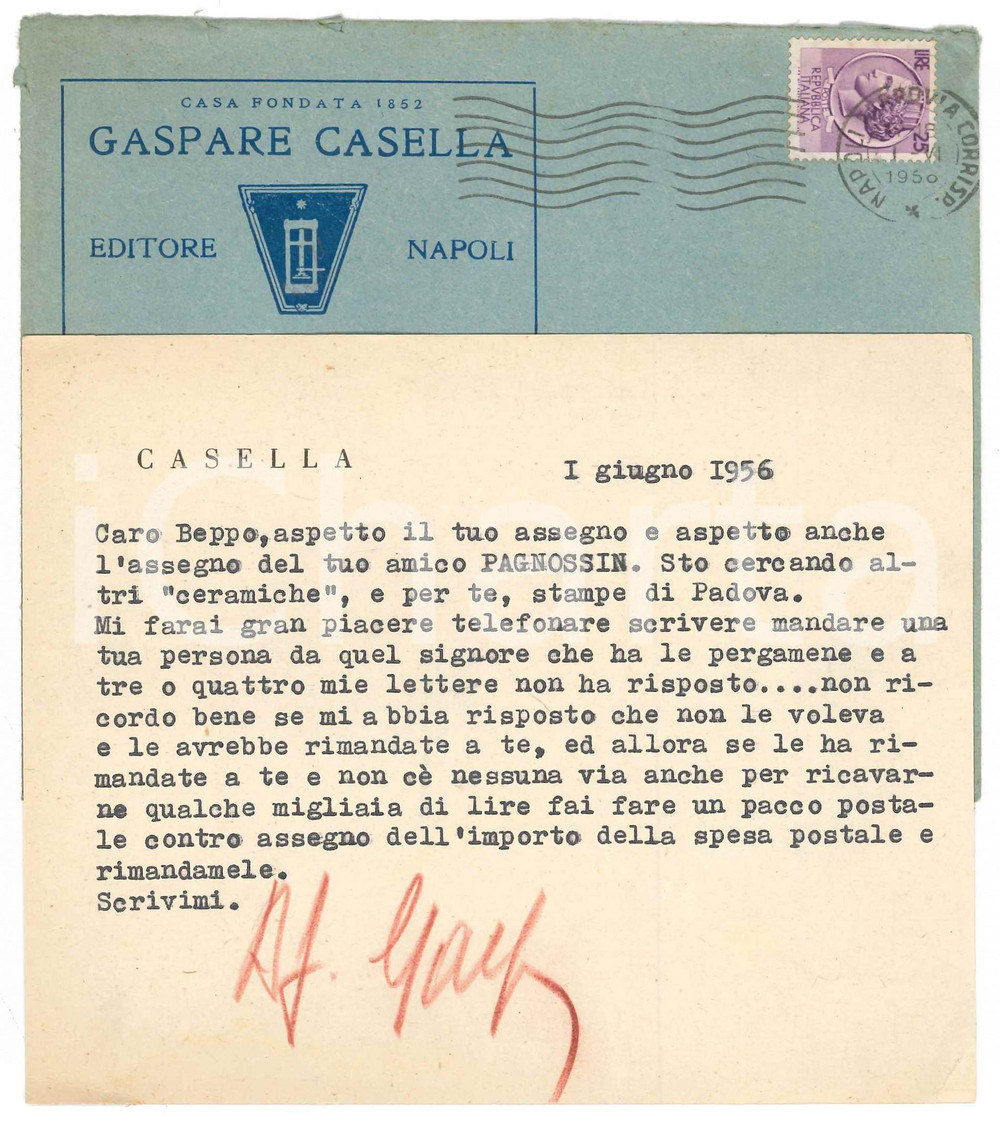 CASA FONDATA 1852
GASPARE CASELLA
EDITORE NAPOLI
LIRE 25
REPVBBLICA
ITALIANA
CORRISP.
1956
CASELLA
I giugno I956
Caro Beppo,aspetto il tuo assegno e aspetto anche
l'assegno del tuo amico PAGNOSSIN. Sto cercando al-
tri "ceramiche", e per te, stampe di Padova.
Mi farai gran piacere telefonare scrivere mandare una
tua persona da quel signore che ha le pergamene e a
tre o quattro mie lettere non ha risposto....non ri-
cordo bene se mi abbia risposto che non le voleva
e le avrebbe rimandate a te, ed allora se le ha ri-
mandate a te e non cè nessuna via anche per ricavar-
ne qualche migliaia di lire fai fare un pacco posta-
le contro assegno dell'importo della spesa postale e
rimandamele.
Scrivimi.
iCharta